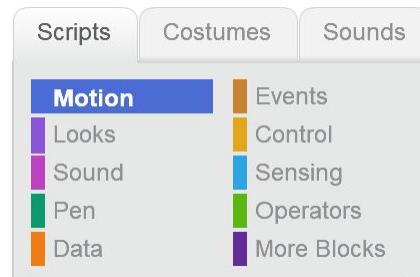 Scripts Costumes Sounds
Motion Events
Looks Control
Sound Sensing
Pen Operators
Data More Blocks